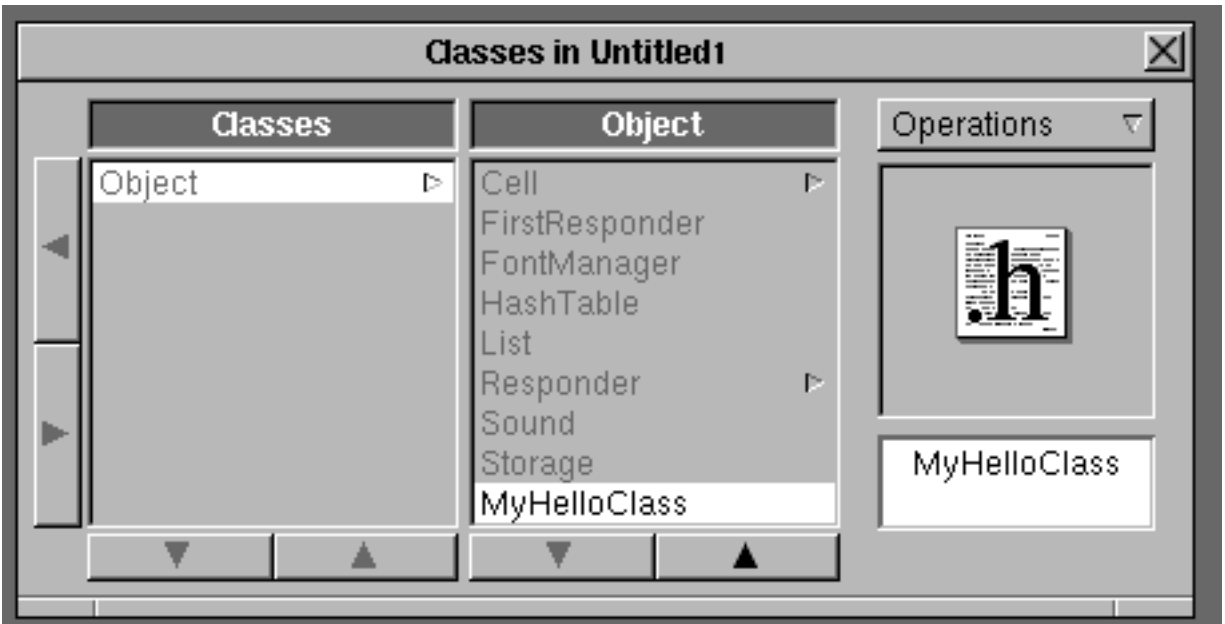 Classes in Untitled1
Classes
Object
Operations
Object
Cell
FirstResponder
FontManager
HashTable
List
Responder
Sound
Storage
MyHelloClass
.h
MyHelloClass